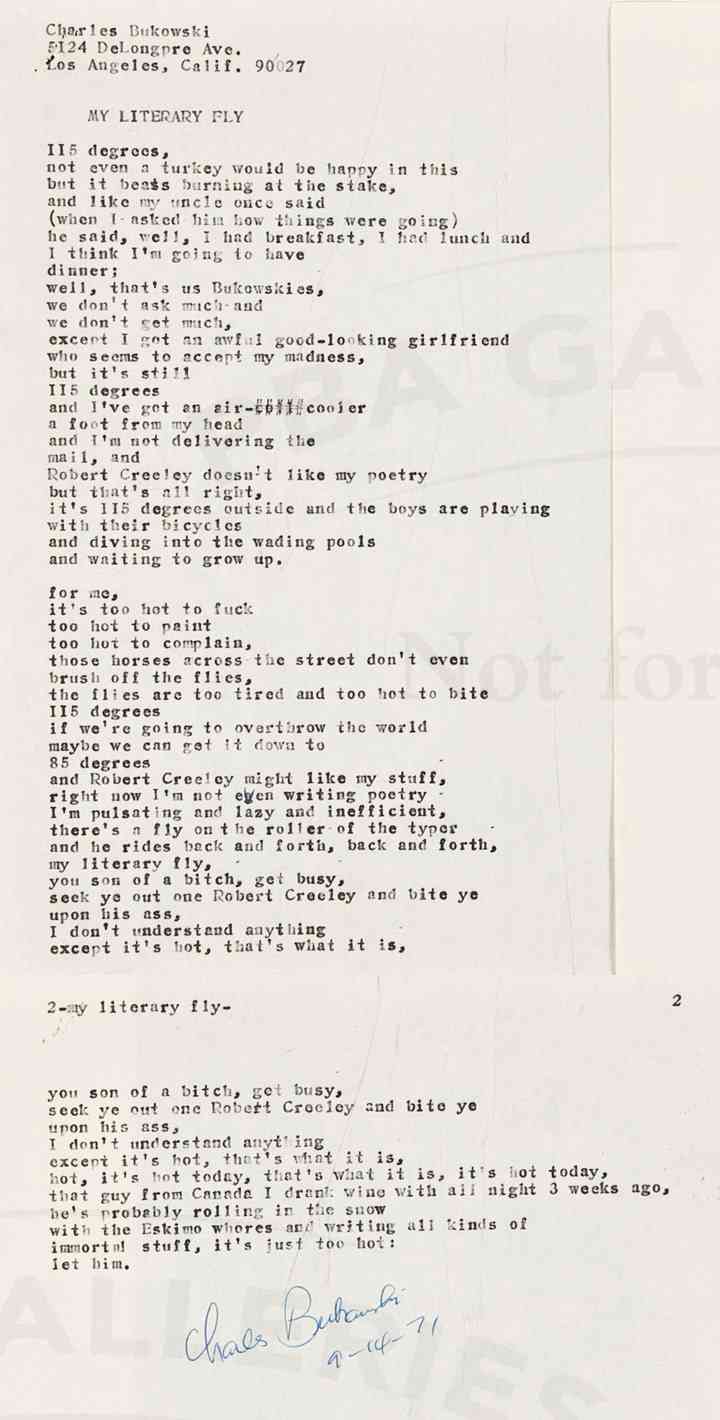 Charles Bukowski
5124 DeLongpre Ave.
Los Angeles, Calif. 90027
MY LITERARY FLY
115 degrees,
not even a turkey would be happy in this
but it beats burning at the stake,
and like my uncle once said
(when I asked him how things were going)
he said, well, I had breakfast, I had lunch and
I think I'm going to have
dinner;
well, that's us Bukowskies,
we don't ask much and
we don't get much,
except I got an awful good-looking girlfriend
who seems to accept my madness,
but it's still
115 degrees
and I've got an air-cooler
a foot from my head
and I'm not delivering the
mail, and
Robert Creeley doesn't like my poetry
but that's all right,
it's 115 degrees outside and the boys are playing
with their bicycles
and diving into the wading pools
and waiting to grow up.
for me,
it's too hot to fuck
too hot to paint
too hot to complain,
those horses across the street don't even
brush off the flies,
the flies are too tired and too hot to bite
115 degrees
if we're going to overthrow the world
maybe we can get it down to
85 degrees
and Robert Creeley might like my stuff,
right now I'm not even writing poetry
I'm pulsating and lazy and inefficient,
there's a fly on the roller of the typer
and he rides back and forth, back and forth,
my literary fly,
you son of a bitch, get busy,
seek ye out one Robert Creeley and bite ye
upon his ass,
I don't understand anything
except it's hot, that's what it is,
2-my literary fly-
2
you son of a bitch, get busy,
seek ye out one Robert Creeley and bite ye
upon his ass,
I don't understand anything
except it's hot, that's what it is,
hot, it's hot today, that's what it is, it's hot today,
that guy from Canada I drank wine with all night 3 weeks ago,
he's probably rolling in the snow
with the Eskimo whores and writing all kinds of
immortal stuff, it's just too hot:
let him.
Charles Bukowski
9-14-71
Not for
ALLERIES